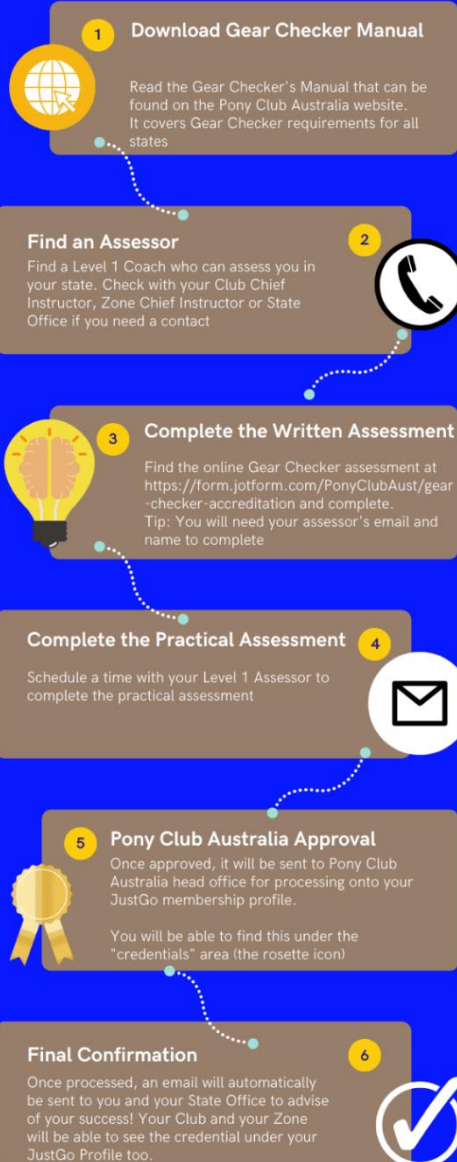 1
Download Gear Checker Manual
Read the Gear Checker's Manual that can be
found on the Pony Club Australia website.
It covers Gear Checker requirements for all
states
Find an Assessor
2
Find a Level 1 Coach who can assess you in
your state. Check with your Club Chief
Instructor, Zone Chief Instructor or State
Office if you need a contact
3
Complete the Written Assessment
Find the online Gear Checker assessment at
https://form.jotform.com/PonyClubAust/gear
-checker-accreditation and complete.
Tip: You will need your assessor's email and
name to complete
Complete the Practical Assessment
4
Schedule a time with your Level 1 Assessor to
complete the practical assessment
5
Pony Club Australia Approval
Once approved, it will be sent to Pony Club
Australia head office for processing onto your
JustGo membership profile.
You will be able to find this under the
"credentials" area (the rosette icon)
Final Confirmation
6
Once processed, an email will automatically
be sent to you and your State Office to advise
of your success! Your Club and your Zone
will be able to see the credential under your
JustGo Profile too.